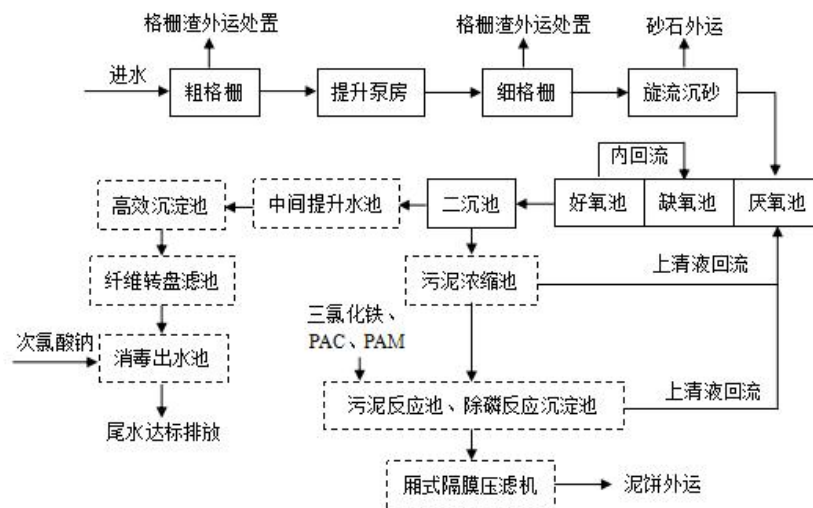 格栅渣外运处置
格栅渣外运处置
砂石外运
进水
粗格栅
提升泵房
细格栅
旋流沉砂
内回流
高效沉淀池
中间提升水池
二沉池
好氧池
缺氧池
厌氧池
纤维转盘滤池
污泥浓缩池
上清液回流
三氯化铁、
PAC、PAM
次氯酸钠
消毒出水池
污泥反应池、除磷反应沉淀池
上清液回流
尾水达标排放
厢式隔膜压滤机
泥饼外运